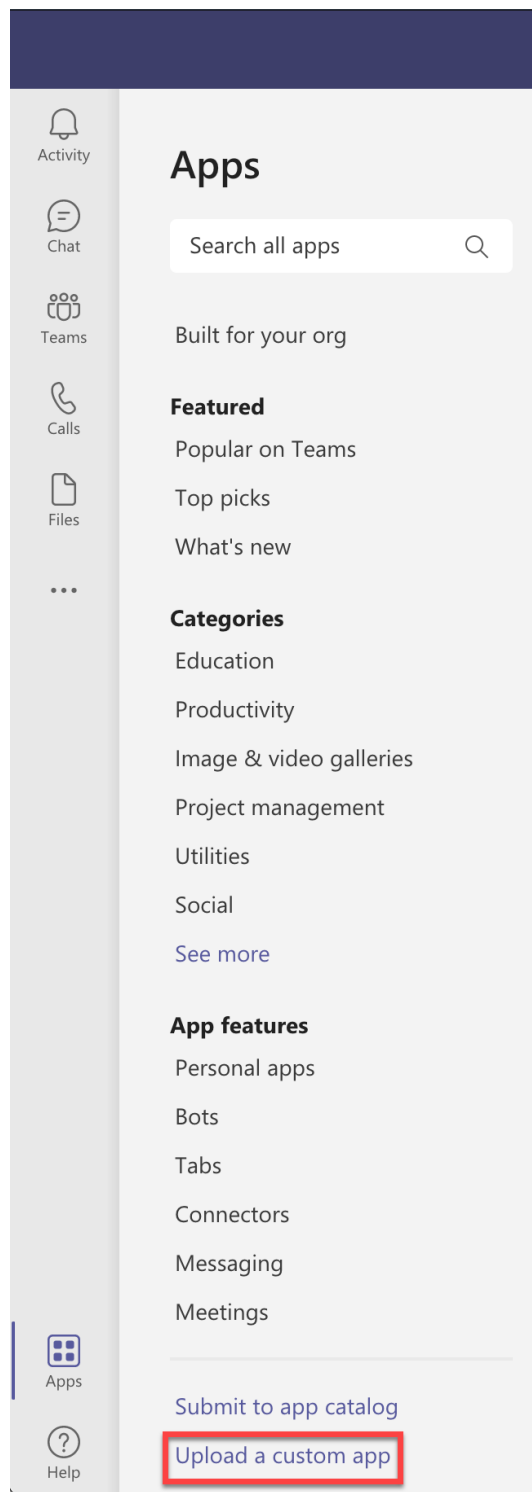 Activity
Chat
Teams
Calls
Files
Apps
Help
Apps
Search all apps
Built for your org
Featured
Popular on Teams
Top picks
What's new
Categories
Education
Productivity
Image & video galleries
Project management
Utilities
Social
See more
App features
Personal apps
Bots
Tabs
Connectors
Messaging
Meetings
Submit to app catalog
Upload a custom app